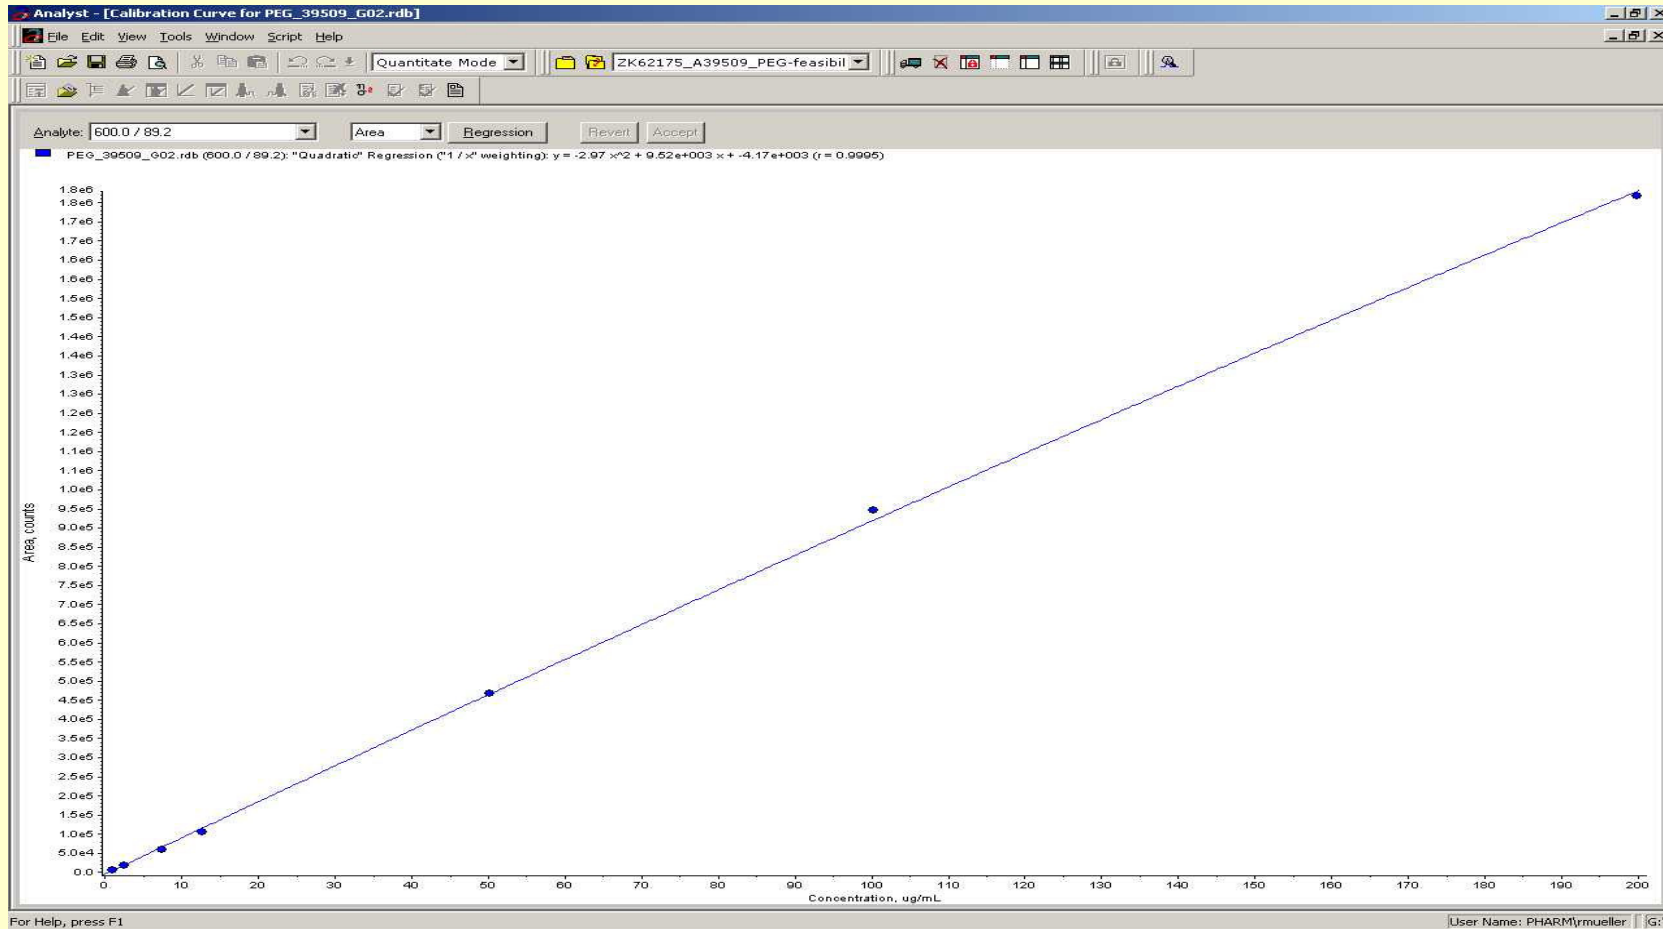 Analyst - [Calibration Curve for PEG_39509_G02.rdb]
File Edit View Tools Window Script Help
Quantitate Mode ZK62175_A39509_PEG-feasibil
Analyte: 600.0 / 89.2 Area Regression Revert Accept
PEG_39509_G02.rdb (600.0 / 89.2): "Quadratic" Regression ("1 / x" weighting): y = -2.97 x^2 + 9.52e+003 x + -4.17e+003 (r = 0.9995)
1.8e6
1.8e6
1.7e6
1.7e6
1.6e6
1.6e6
1.5e6
1.5e6
1.4e6
1.4e6
1.3e6
1.3e6
1.2e6
1.2e6
1.1e6
1.1e6
1.0e6
9.5e5
9.0e5
8.5e5
8.0e5
7.5e5
7.0e5
6.5e5
6.0e5
5.5e5
5.0e5
4.5e5
4.0e5
3.5e5
3.0e5
2.5e5
2.0e5
1.5e5
1.0e5
5.0e4
0.0
Area, counts
0 10 20 30 40 50 60 70 80 90 100 110 120 130 140 150 160 170 180 190 200
Concentration, ug/mL
For Help, press F1 User Name: PHARM\rmueller G: